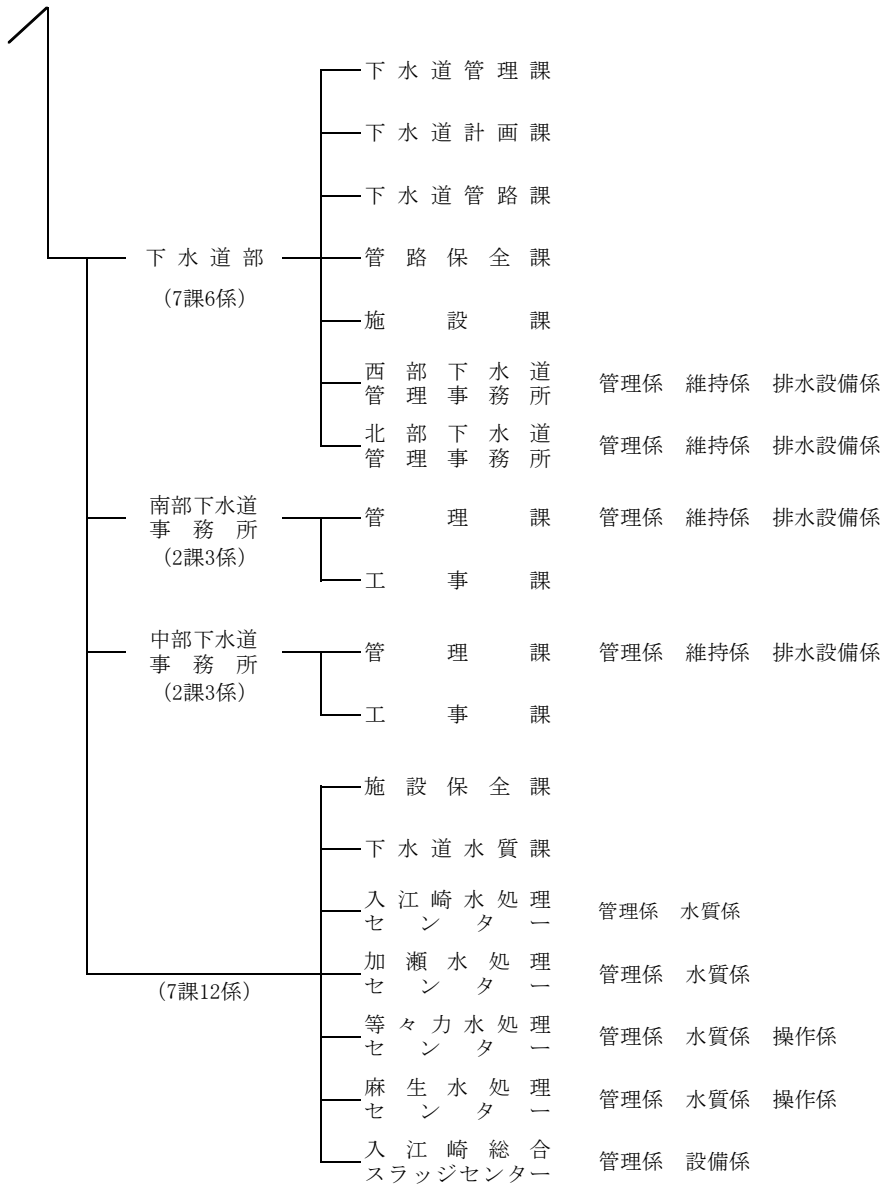 下水道管理課
下水道計画課
下水道管路課
下水道部
管路保全課
(7課6係)
施設課
西部下水道
管理事務所
管理係 維持係 排水設備係
北部下水道
管理事務所
管理係 維持係 排水設備係
南部下水道
事務所
(2課3係)
管理課
管理係 維持係 排水設備係
工事課
中部下水道
事務所
(2課3係)
管理課
管理係 維持係 排水設備係
工事課
施設保全課
下水道水質課
入江崎水処理
センター
管理係 水質係
(7課12係)
加瀬水処理
センター
管理係 水質係
等々力水処理
センター
管理係 水質係 操作係
麻生水処理
センター
管理係 水質係 操作係
入江崎総合
スラッジセンター
管理係 設備係